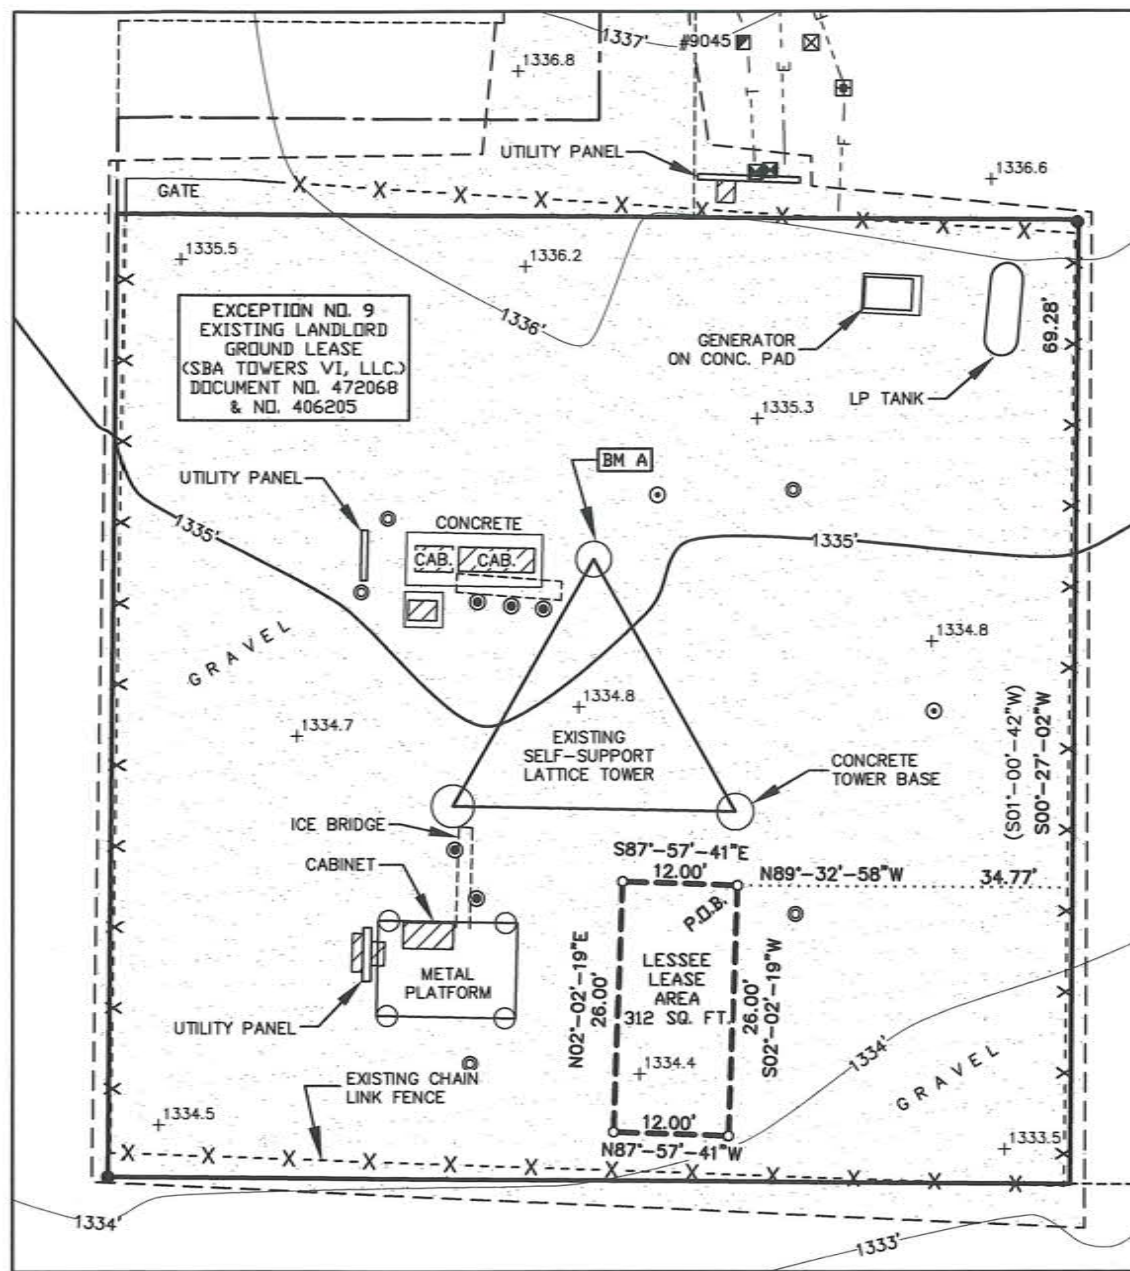 1337'
#9045
T
E
F
F
1336.8
UTILITY PANEL
1336.6
GATE
1335.5
1336.2
EXCEPTION NO. 9
EXISTING LANDLORD
GROUND LEASE
(SBA TOWERS VI, LLC.)
DOCUMENT NO. 472068
& NO. 406205
1336'
GENERATOR
ON CONC. PAD
LP TANK
69.28'
1335.3
BM A
UTILITY PANEL
CONCRETE
CAB.
CAB.
1335'
1335'
GRAVEL
1334.8
1334.7
1334.8
EXISTING
SELF-SUPPORT
LATTICE TOWER
CONCRETE
TOWER BASE
(S01°-00'-42"W)
S00°-27'-02"W
ICE BRIDGE
CABINET
S87°-57'-41"E
12.00'
N89°-32'-58"W
34.77'
P.O.B.
N02°-02'-19"E
26.00'
LESSEE
LEASE
AREA
312 SQ. FT.
26.00'
S02°-02'-19"W
METAL
PLATFORM
UTILITY PANEL
1334'
GRAVEL
EXISTING CHAIN
LINK FENCE
1334.4
1334.5
12.00'
N87°-57'-41"W
1333.5
1334'
1333'